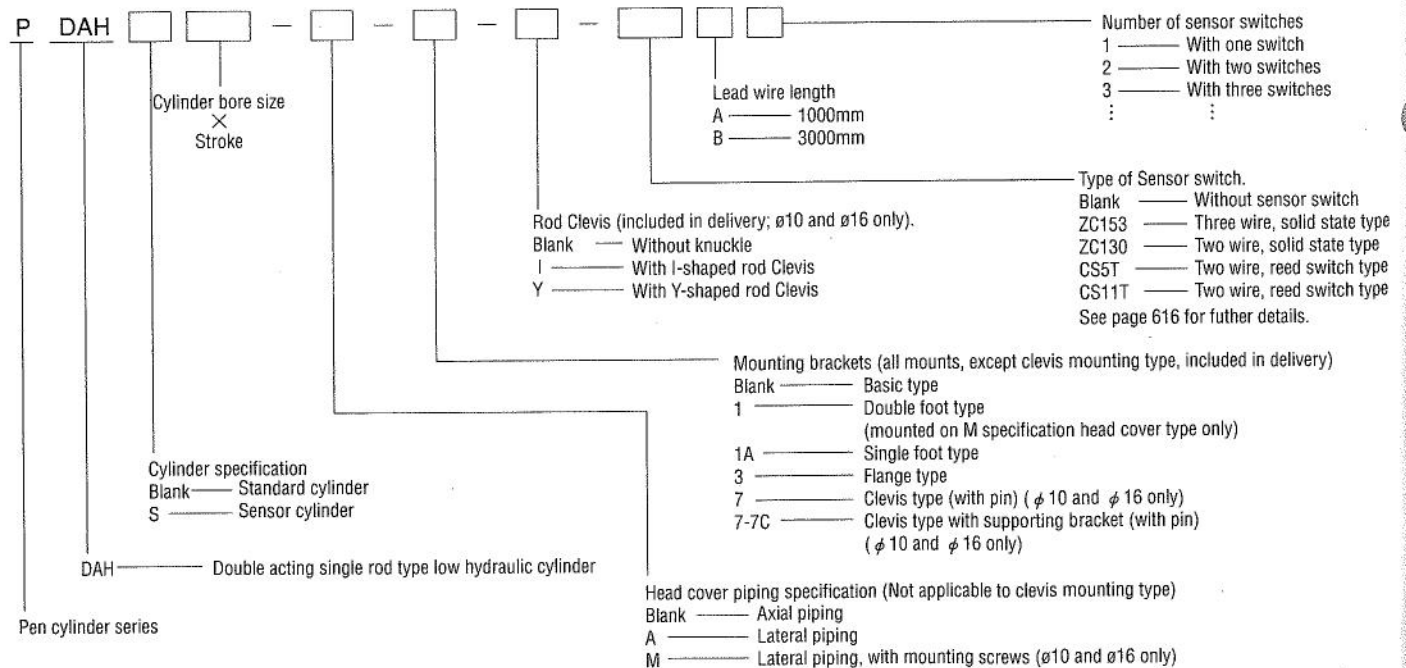 P DAH - - - -
Number of sensor switches
1 With one switch
2 With two switches
3 With three switches
⋮ ⋮
Cylinder bore size
×
Stroke
Lead wire length
A 1000mm
B 3000mm
Type of Sensor switch.
Blank Without sensor switch
ZC153 Three wire, solid state type
ZC130 Two wire, solid state type
CS5T Two wire, reed switch type
CS11T Two wire, reed switch type
See page 616 for futher details.
Rod Clevis (included in delivery; ø10 and ø16 only).
Blank Without knuckle
I With I-shaped rod Clevis
Y With Y-shaped rod Clevis
Mounting brackets (all mounts, except clevis mounting type, included in delivery)
Blank Basic type
1 Double foot type
(mounted on M specification head cover type only)
1A Single foot type
3 Flange type
7 Clevis type (with pin) ( ϕ 10 and ϕ 16 only)
7-7C Clevis type with supporting bracket (with pin)
( ϕ 10 and ϕ 16 only)
Cylinder specification
Blank Standard cylinder
S Sensor cylinder
DAH Double acting single rod type low hydraulic cylinder
Head cover piping specification (Not applicable to clevis mounting type)
Blank Axial piping
A Lateral piping
M Lateral piping, with mounting screws (ø10 and ø16 only)
Pen cylinder series